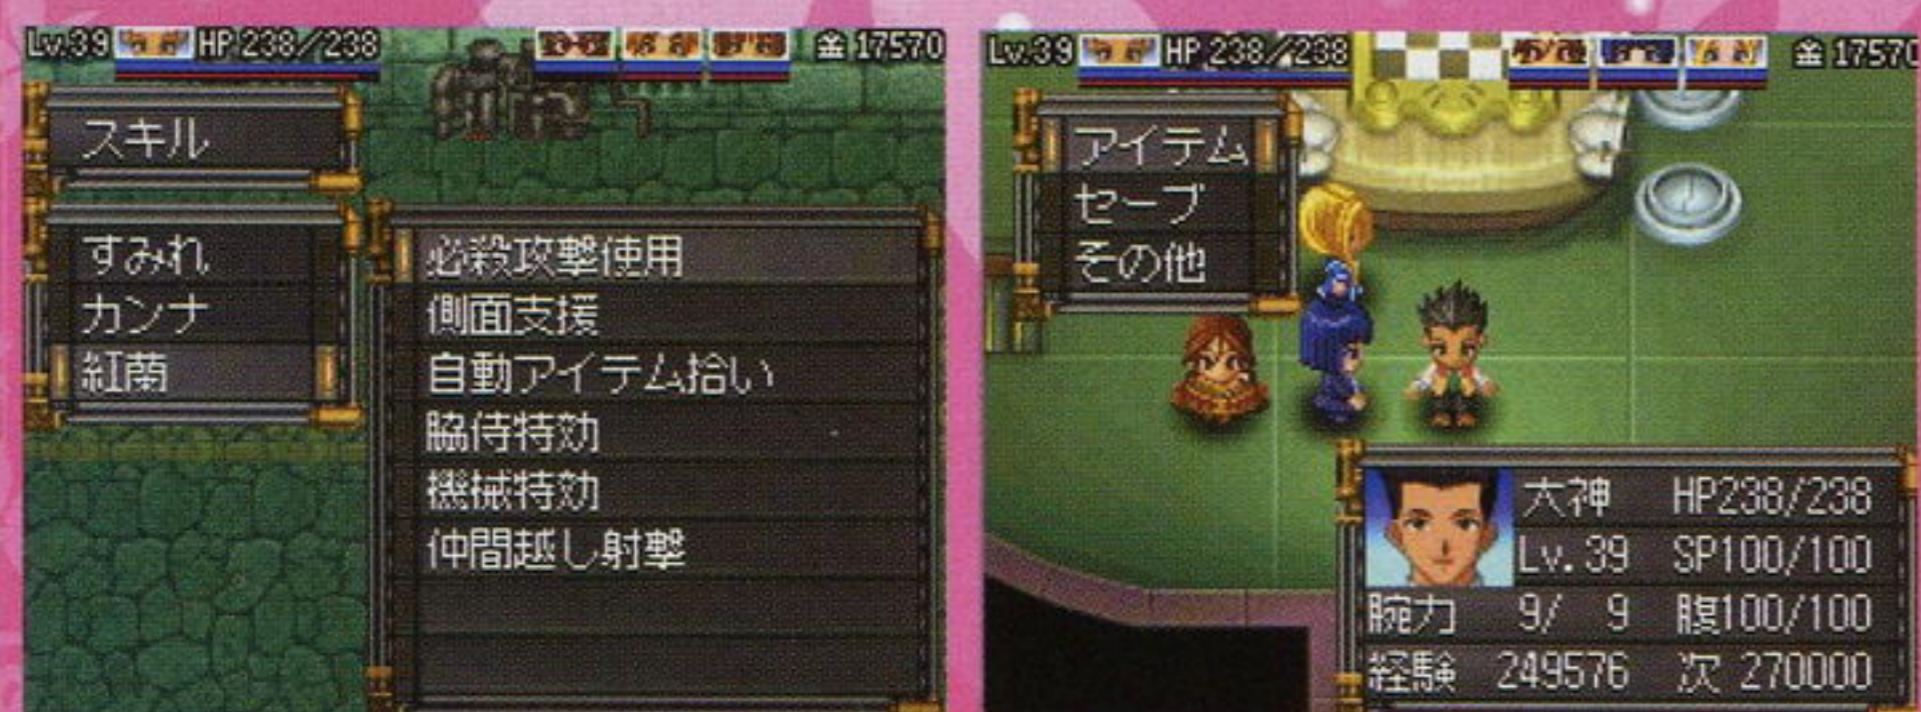 Lv.39 HP 238/238 金 17570
スキル
すみれ
カンナ
紅蘭
必殺攻撃使用
側面支援
自動アイテム拾い
脇侍特効
機械特効
仲間越し射撃
Lv.39 HP 238/238 金 17570
アイテム
セーブ
その他
大神 HP238/238
Lv.39 SP100/100
腕力 9/ 9 腹100/100
経験 249576 次 270000